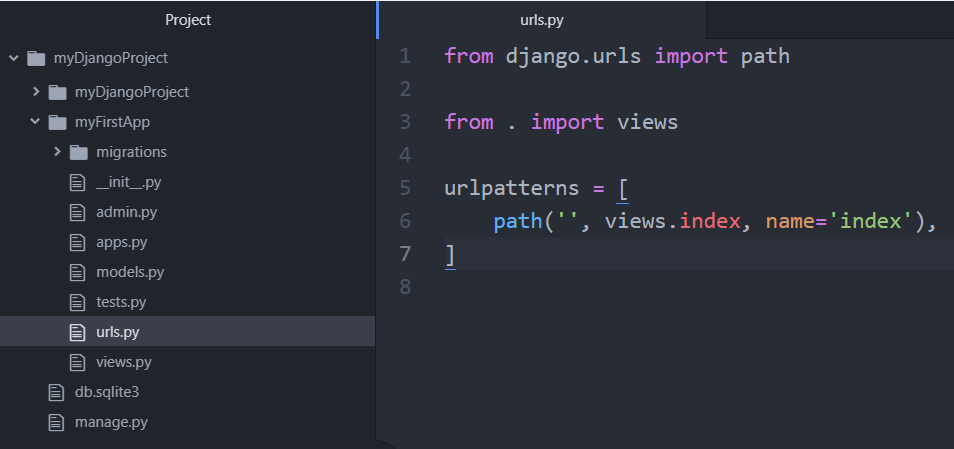 Project
myDjangoProject
myDjangoProject
myFirstApp
migrations
__init__.py
admin.py
apps.py
models.py
tests.py
urls.py
views.py
db.sqlite3
manage.py
urls.py
1 from django.urls import path
2
3 from . import views
4
5 urlpatterns = [
6     path('', views.index, name='index'),
7 ]
8